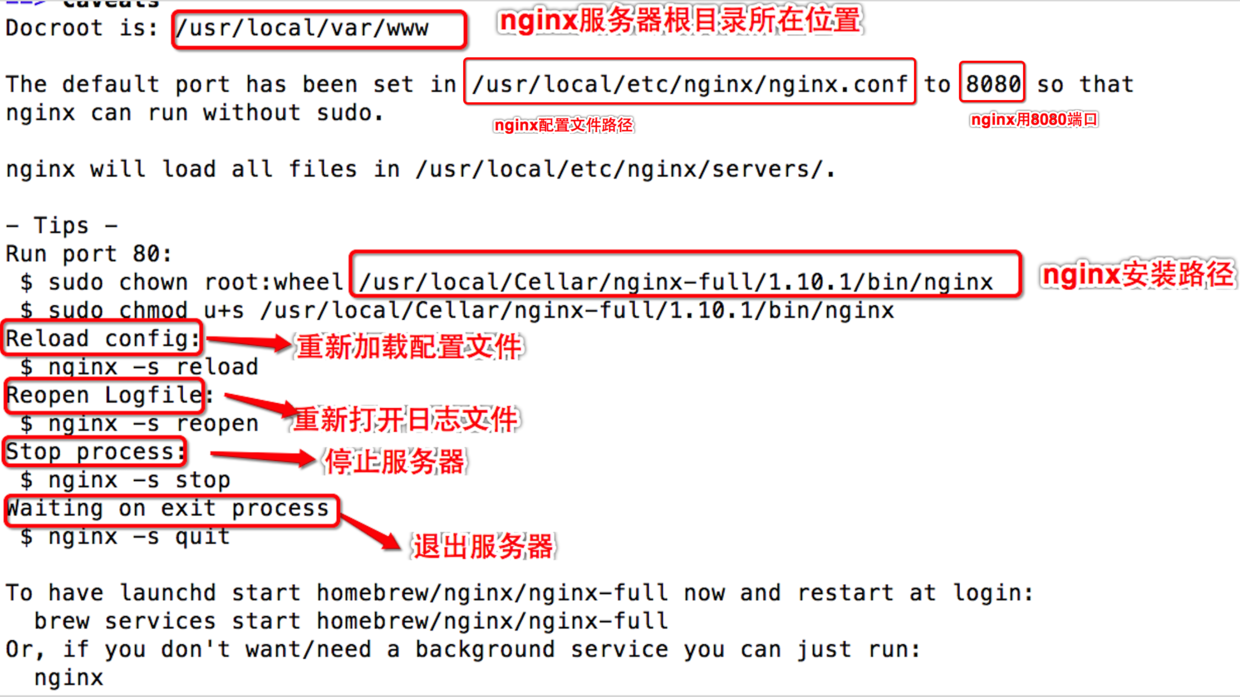 ==> Caveats
Docroot is: /usr/local/var/www nginx服务器根目录所在位置
The default port has been set in /usr/local/etc/nginx/nginx.conf to 8080 so that
nginx can run without sudo.
nginx配置文件路径 nginx用8080端口
nginx will load all files in /usr/local/etc/nginx/servers/.
- Tips -
Run port 80:
$ sudo chown root:wheel /usr/local/Cellar/nginx-full/1.10.1/bin/nginx nginx安装路径
$ sudo chmod u+s /usr/local/Cellar/nginx-full/1.10.1/bin/nginx
Reload config: 重新加载配置文件
$ nginx -s reload
Reopen Logfile: 重新打开日志文件
$ nginx -s reopen
Stop process: 停止服务器
$ nginx -s stop
Waiting on exit process
$ nginx -s quit 退出服务器
To have launchd start homebrew/nginx/nginx-full now and restart at login:
brew services start homebrew/nginx/nginx-full
Or, if you don't want/need a background service you can just run:
nginx